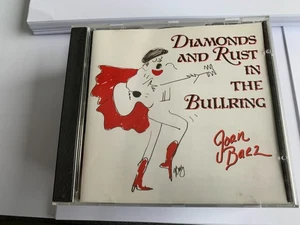 DIAMONDS
AND RUST
IN
THE
BULLRING
Joan
Baez